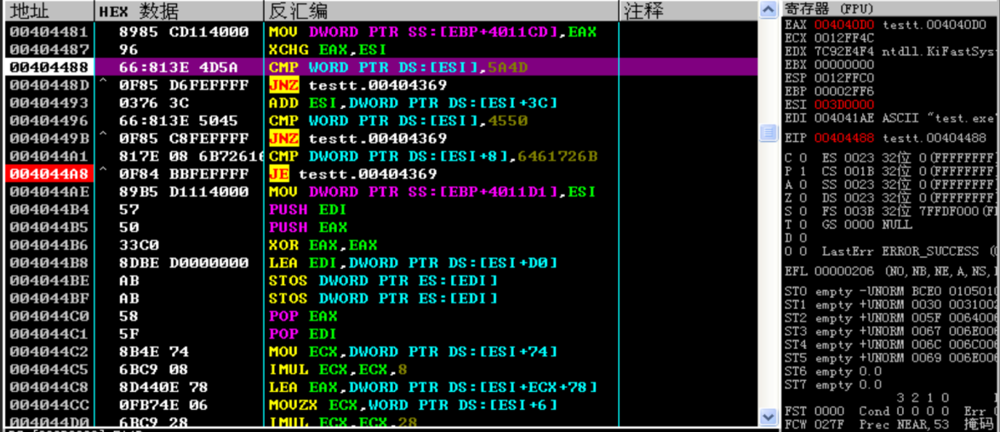 地址 HEX 数据 反汇编 注释 寄存器 (FPU)
00404481 8985 CD114000 MOV DWORD PTR SS:[EBP+4011CD],EAX
00404487 96 XCHG EAX,ESI
00404488 66:813E 4D5A CMP WORD PTR DS:[ESI],5A4D
0040448D ^ 0F85 D6FEFFFF JNZ testt.00404369
00404493 0376 3C ADD ESI,DWORD PTR DS:[ESI+3C]
00404496 66:813E 5045 CMP WORD PTR DS:[ESI],4550
0040449B ^ 0F85 C8FEFFFF JNZ testt.00404369
004044A1 817E 08 6B72616 CMP DWORD PTR DS:[ESI+8],6461726B
004044A8 ^ 0F84 BBFEFFFF JE testt.00404369
004044AE 89B5 D1114000 MOV DWORD PTR SS:[EBP+4011D1],ESI
004044B4 57 PUSH EDI
004044B5 50 PUSH EAX
004044B6 33C0 XOR EAX,EAX
004044B8 8DBE D0000000 LEA EDI,DWORD PTR DS:[ESI+D0]
004044BE AB STOS DWORD PTR ES:[EDI]
004044BF AB STOS DWORD PTR ES:[EDI]
004044C0 58 POP EAX
004044C1 5F POP EDI
004044C2 8B4E 74 MOV ECX,DWORD PTR DS:[ESI+74]
004044C5 6BC9 08 IMUL ECX,ECX,8
004044C8 8D440E 78 LEA EAX,DWORD PTR DS:[ESI+ECX+78]
004044CC 0FB74E 06 MOVZX ECX,WORD PTR DS:[ESI+6]
004044D0 6BC9 28 IMUL ECX,ECX,28
EAX 004040D0 testt.004040D0
ECX 0012FF4C
EDX 7C92E4F4 ntdll.KiFastSys
EBX 00000000
ESP 0012FFC0
EBP 00002FF6
ESI 003D0000
EDI 004041AE ASCII "test.exe
EIP 00404488 testt.00404488
C 0 ES 0023 32位 0(FFFFFFFF)
P 1 CS 001B 32位 0(FFFFFFFF)
A 0 SS 0023 32位 0(FFFFFFFF)
Z 0 DS 0023 32位 0(FFFFFFFF)
S 0 FS 003B 32位 7FFDF000(F
T 0 GS 0000 NULL
D 0
O 0 LastErr ERROR_SUCCESS (
EFL 00000206 (NO,NB,NE,A,NS,
ST0 empty -UNORM BCE0 010501
ST1 empty +UNORM 0030 003100
ST2 empty +UNORM 005F 006400
ST3 empty +UNORM 0067 006E00
ST4 empty +UNORM 006C 006C00
ST5 empty +UNORM 0069 006E00
ST6 empty 0.0
ST7 empty 0.0
3 2 1 0
FST 0000 Cond 0 0 0 0 Err
FCW 027F Prec NEAR,53 掩码